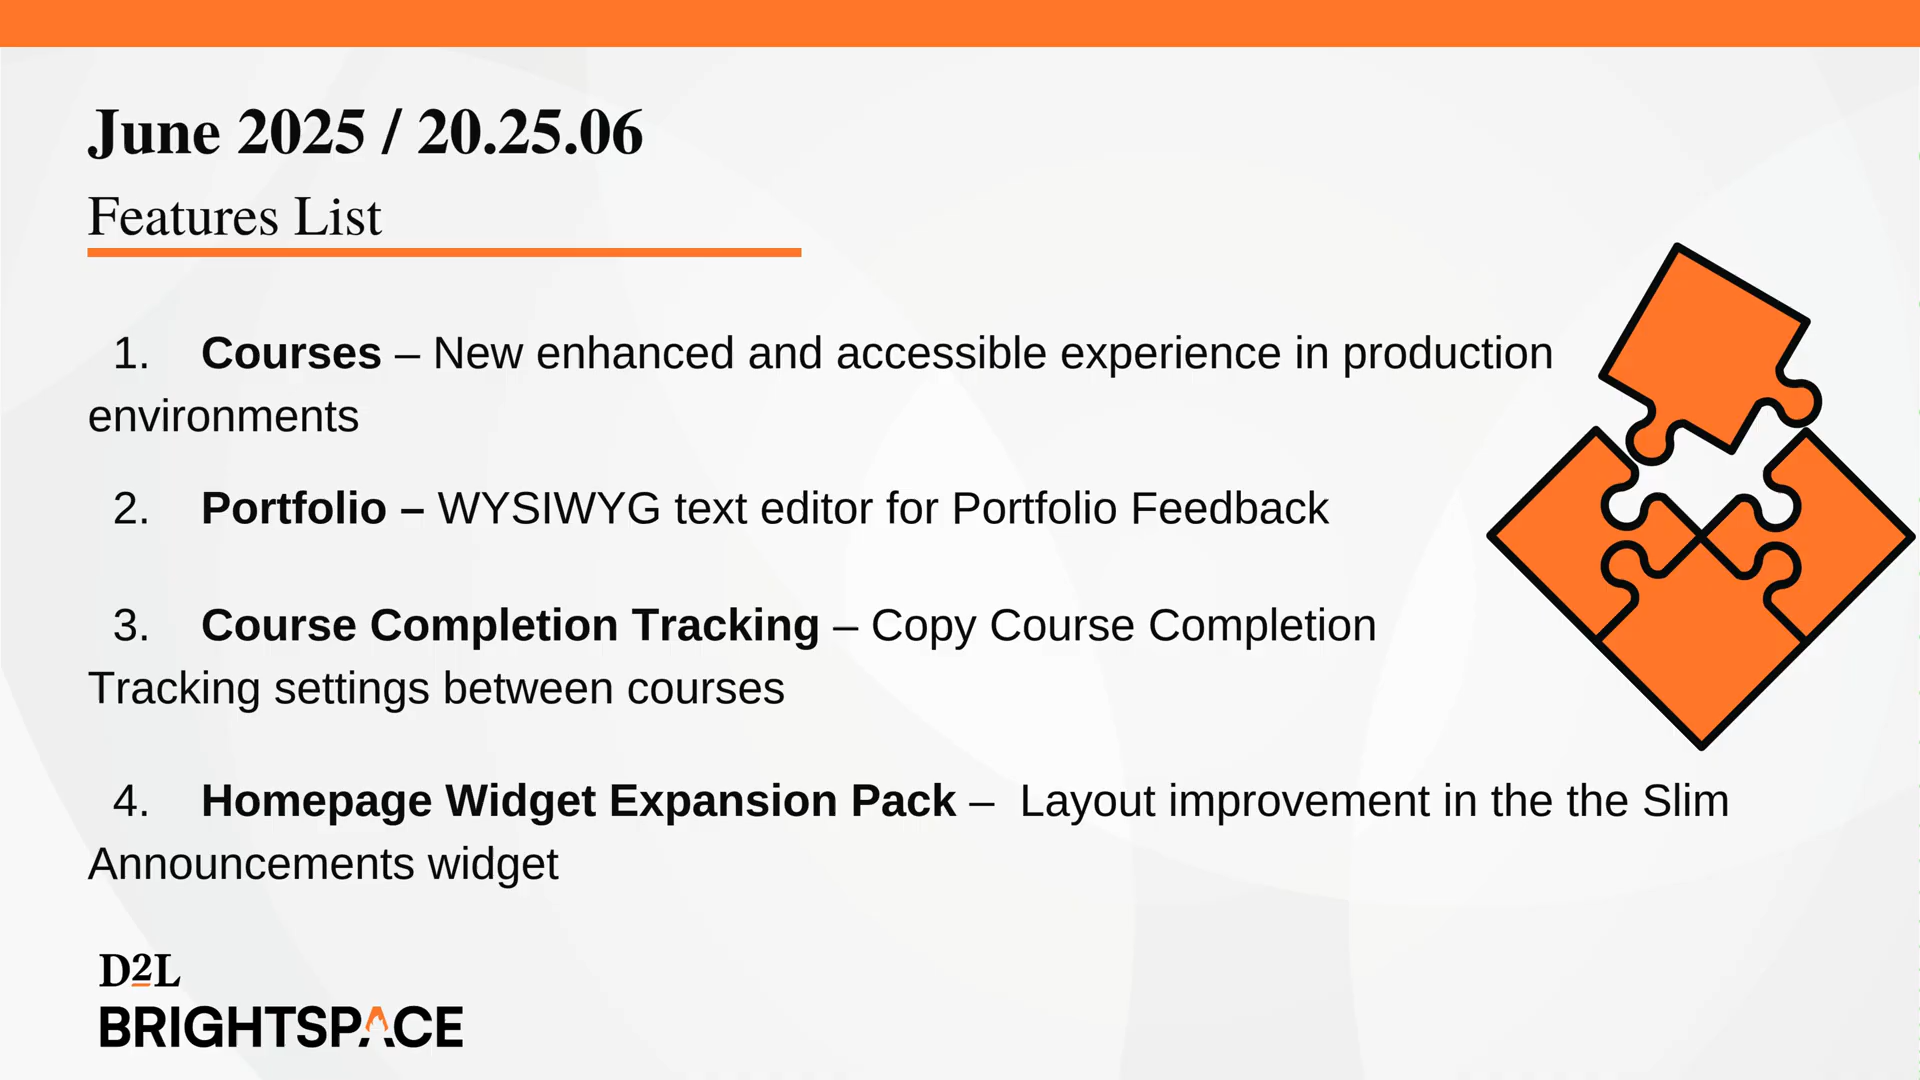 June 2025 / 20.25.06
Features List
1. Courses – New enhanced and accessible experience in production
environments
2. Portfolio – WYSIWYG text editor for Portfolio Feedback
3. Course Completion Tracking – Copy Course Completion
Tracking settings between courses
4. Homepage Widget Expansion Pack –  Layout improvement in the the Slim
Announcements widget
D2L
BRIGHTSPACE